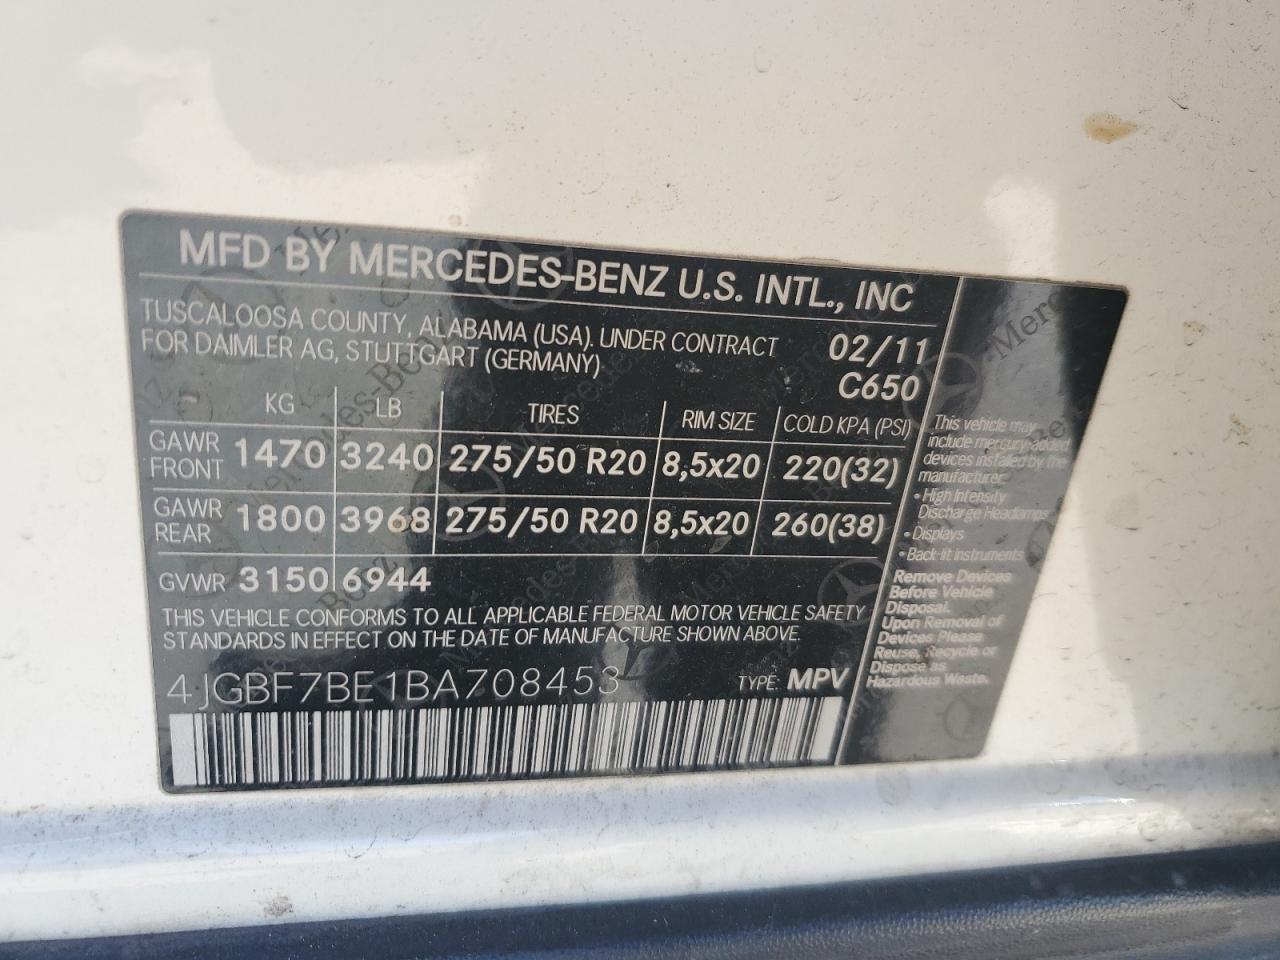 MFD BY MERCEDES-BENZ U.S. INTL., INC
TUSCALOOSA COUNTY, ALABAMA (USA). UNDER CONTRACT
FOR DAIMLER AG, STUTTGART (GERMANY)
02/11
C650
KG LB TIRES RIM SIZE COLD KPA (PSI)
GAWR FRONT 1470 3240 275/50 R20 8,5x20 220(32)
GAWR REAR 1800 3968 275/50 R20 8,5x20 260(38)
GVWR 3150 6944
THIS VEHICLE CONFORMS TO ALL APPLICABLE FEDERAL MOTOR VEHICLE SAFETY
STANDARDS IN EFFECT ON THE DATE OF MANUFACTURE SHOWN ABOVE.
4JGBF7BE1BA708453 TYPE: MPV
This vehicle may
include mercury-added
devices installed by the
manufacturer:
• High Intensity
Discharge Headlamps
• Displays
• Back-lit Instruments
Remove Devices
Before Vehicle
Disposal.
Upon Removal of
Devices Please
Reuse, Recycle or
Dispose as
Hazardous Waste.